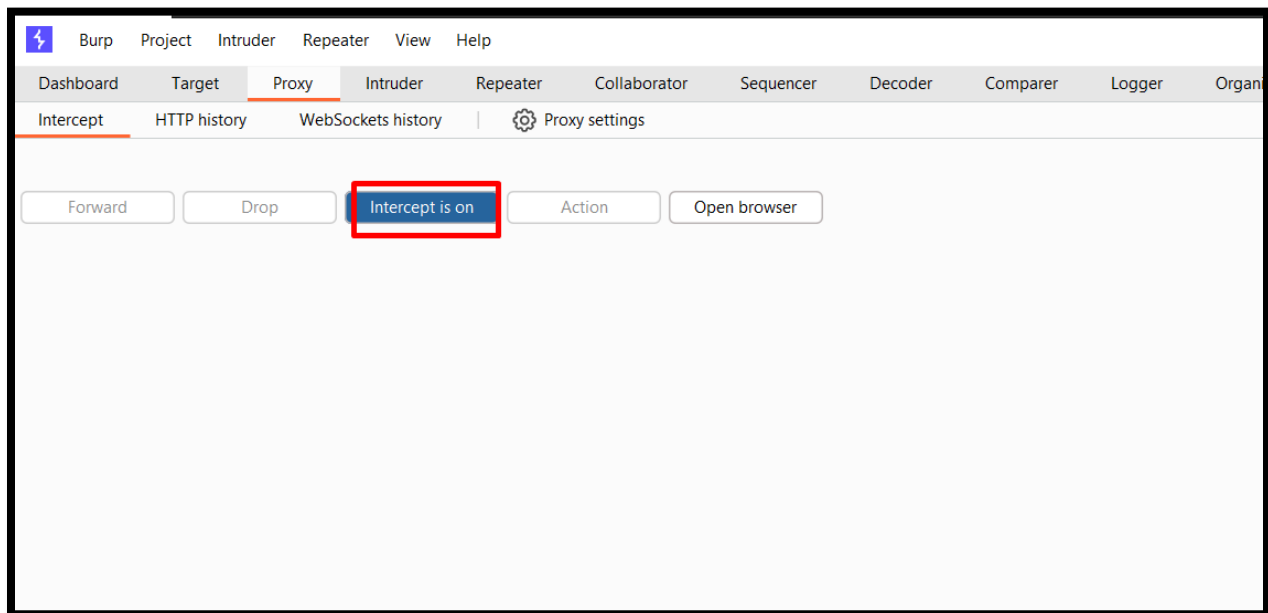 Burp Project Intruder Repeater View Help
Dashboard Target Proxy Intruder Repeater Collaborator Sequencer Decoder Comparer Logger Organi
Intercept HTTP history WebSockets history Proxy settings
Forward Drop Intercept is on Action Open browser